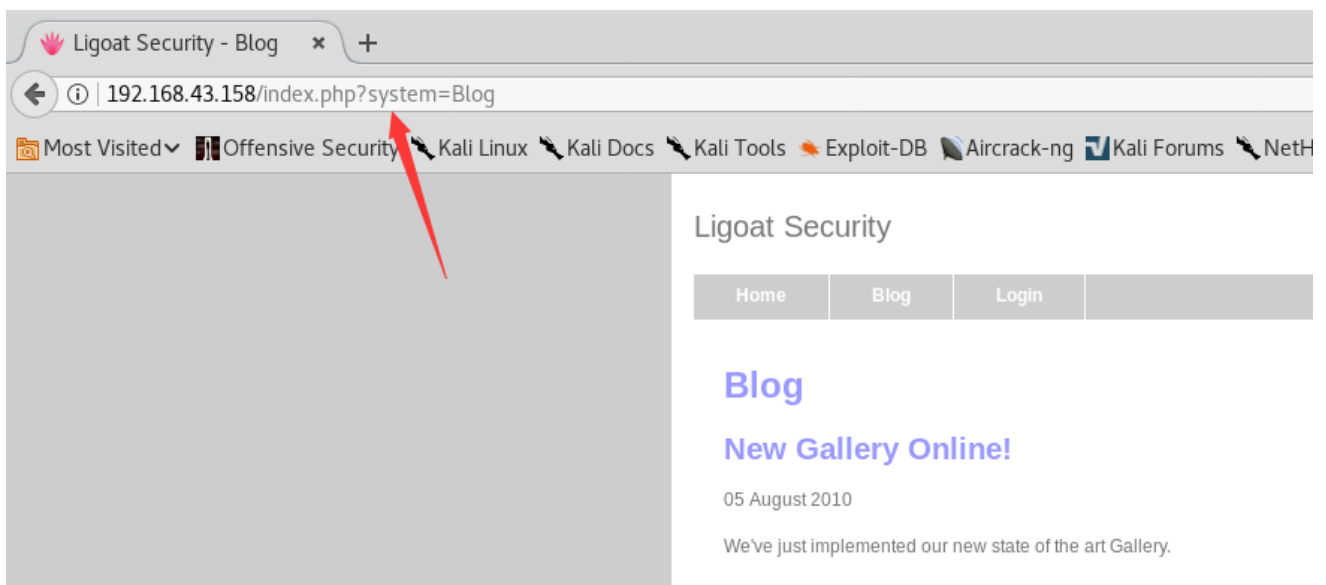 Ligoat Security - Blog × +
192.168.43.158/index.php?system=Blog
Most Visited Offensive Security Kali Linux Kali Docs Kali Tools Exploit-DB Aircrack-ng Kali Forums NetH
Ligoat Security
Home Blog Login
Blog
New Gallery Online!
05 August 2010
We've just implemented our new state of the art Gallery.